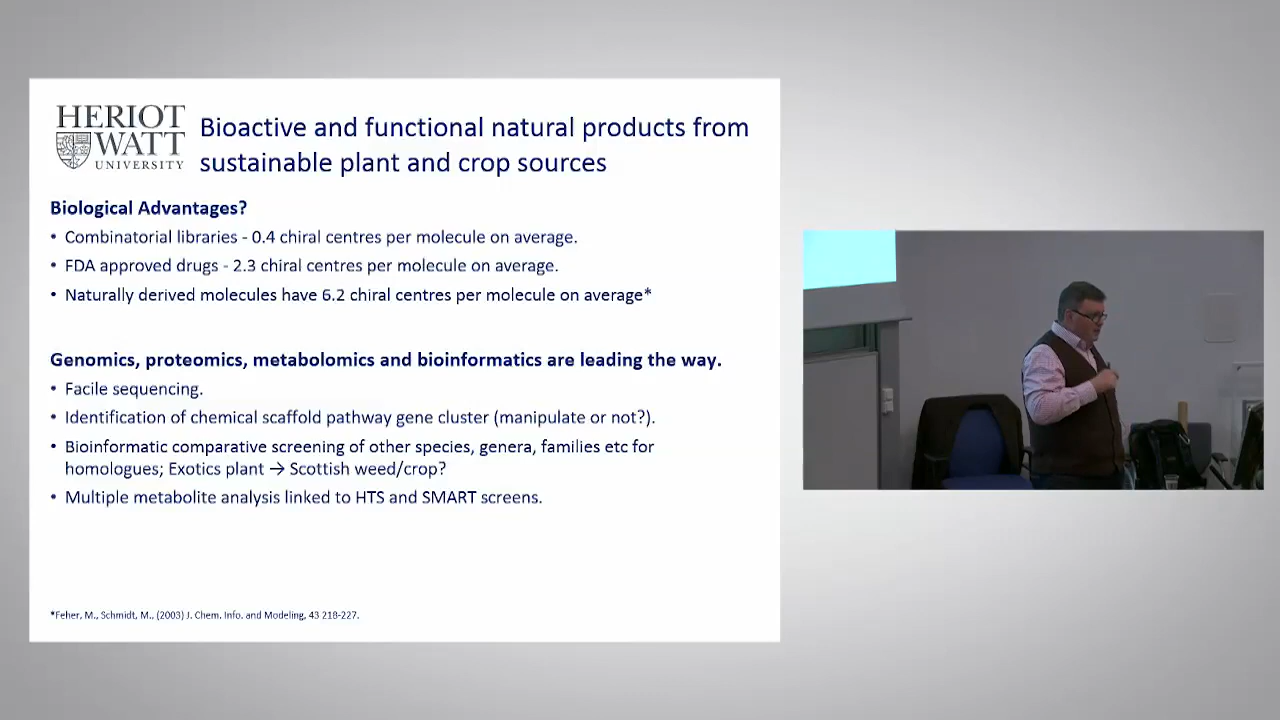 HERIOT
WATT
UNIVERSITY
Bioactive and functional natural products from
sustainable plant and crop sources
Biological Advantages?
• Combinatorial libraries - 0.4 chiral centres per molecule on average.
• FDA approved drugs - 2.3 chiral centres per molecule on average.
• Naturally derived molecules have 6.2 chiral centres per molecule on average*
Genomics, proteomics, metabolomics and bioinformatics are leading the way.
• Facile sequencing.
• Identification of chemical scaffold pathway gene cluster (manipulate or not?).
• Bioinformatic comparative screening of other species, genera, families etc for
homologues; Exotics plant → Scottish weed/crop?
• Multiple metabolite analysis linked to HTS and SMART screens.
*Feher, M., Schmidt, M., (2003) J. Chem. Info. and Modeling, 43 218-227.